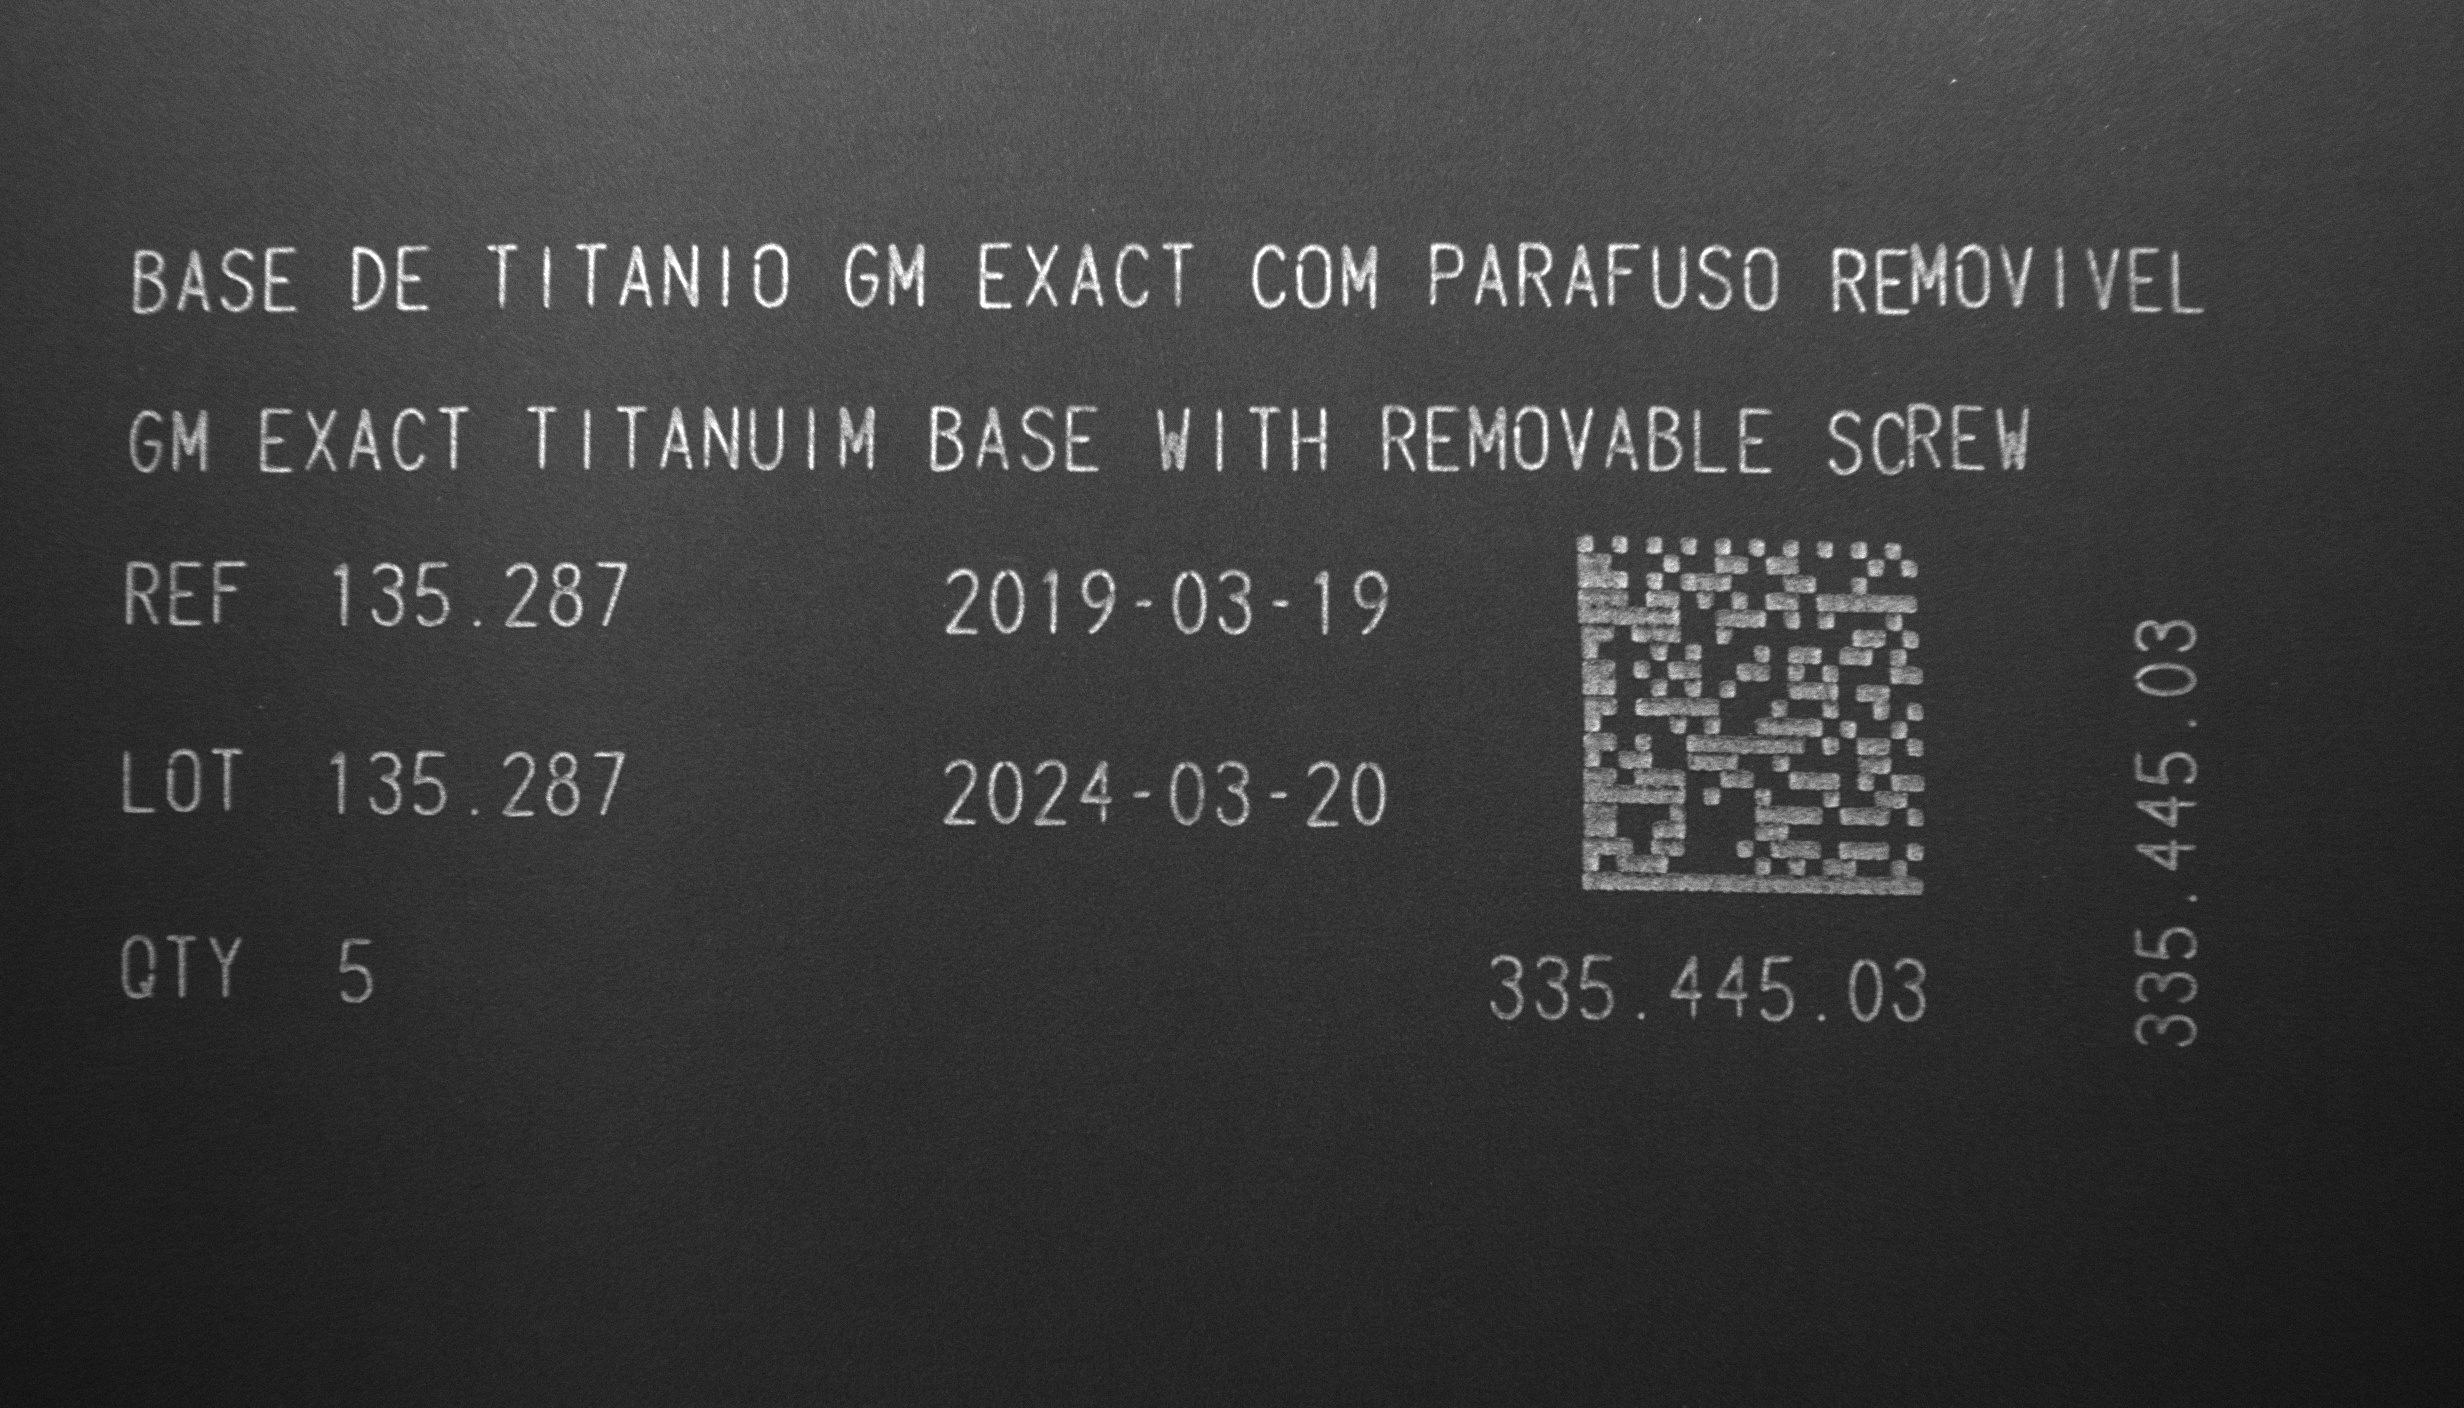 BASE DE TITANIO GM EXACT COM PARAFUSO REMOVIVEL
GM EXACT TITANUIM BASE WITH REMOVABLE SCREW
REF 135.287 2019-03-19
LOT 135.287 2024-03-20
QTY 5
335.445.03
335.445.03